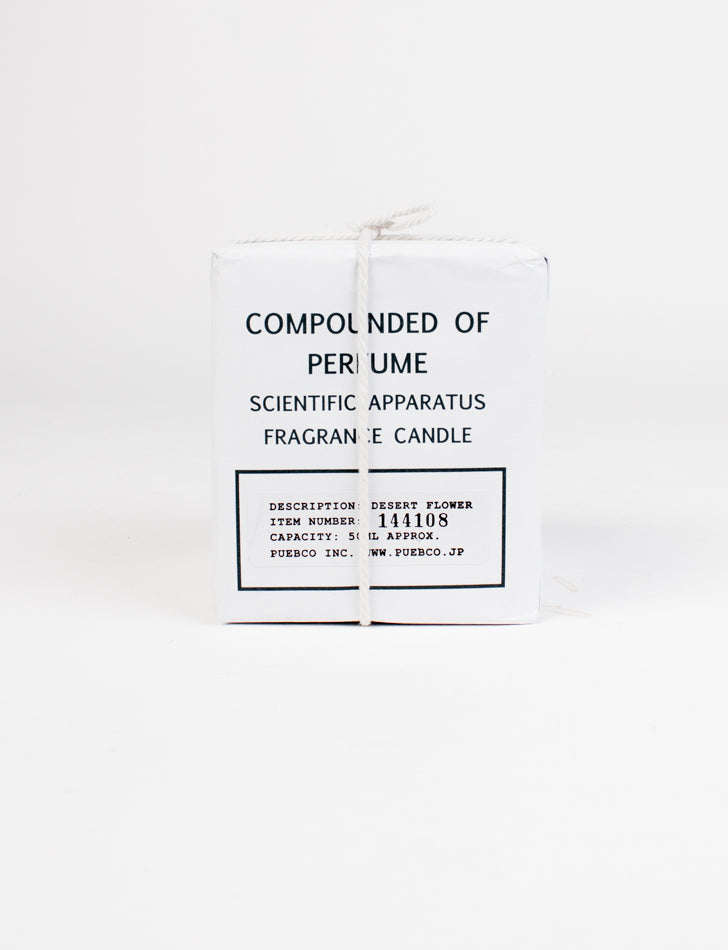 COMPOUNDED OF
PERFUME
SCIENTIFIC APPARATUS
FRAGRANCE CANDLE
DESCRIPTION: DESERT FLOWER
ITEM NUMBER: 144108
CAPACITY: 50ML APPROX.
PUEBCO INC. WWW.PUEBCO.JP